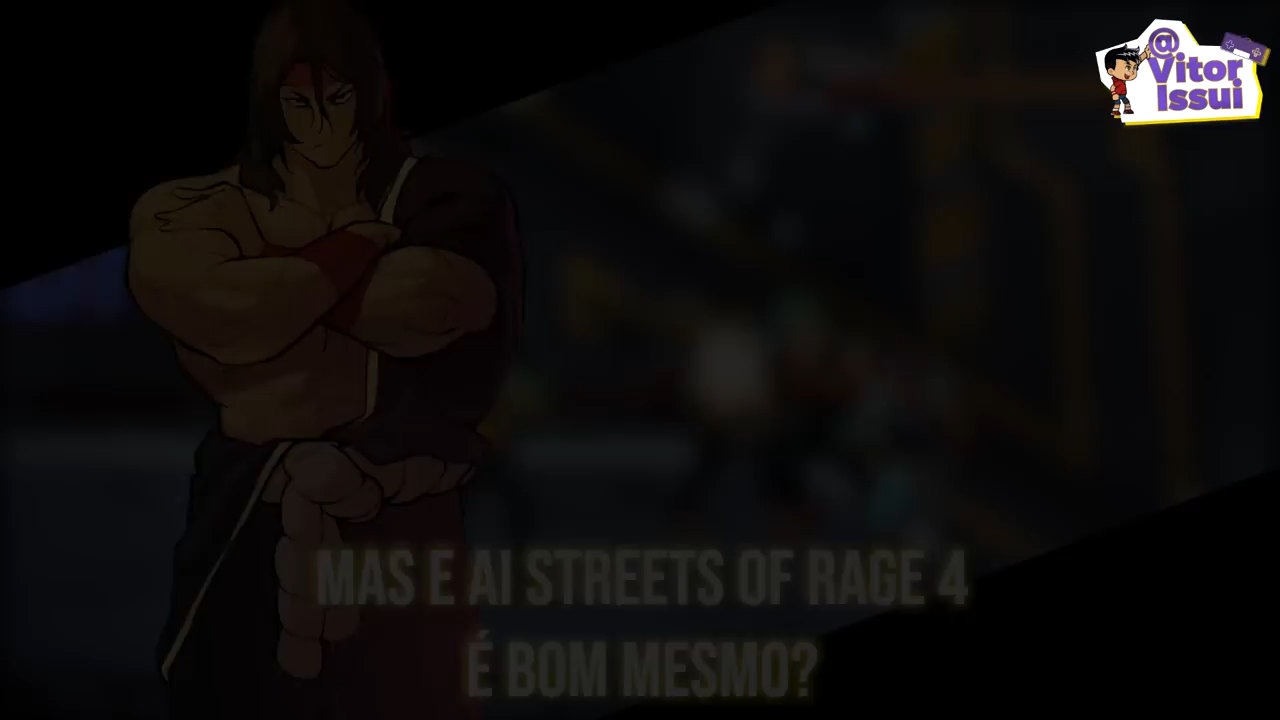 @
Vitor
Issui
MAS E AI STREETS OF RAGE 4
É BOM MESMO?